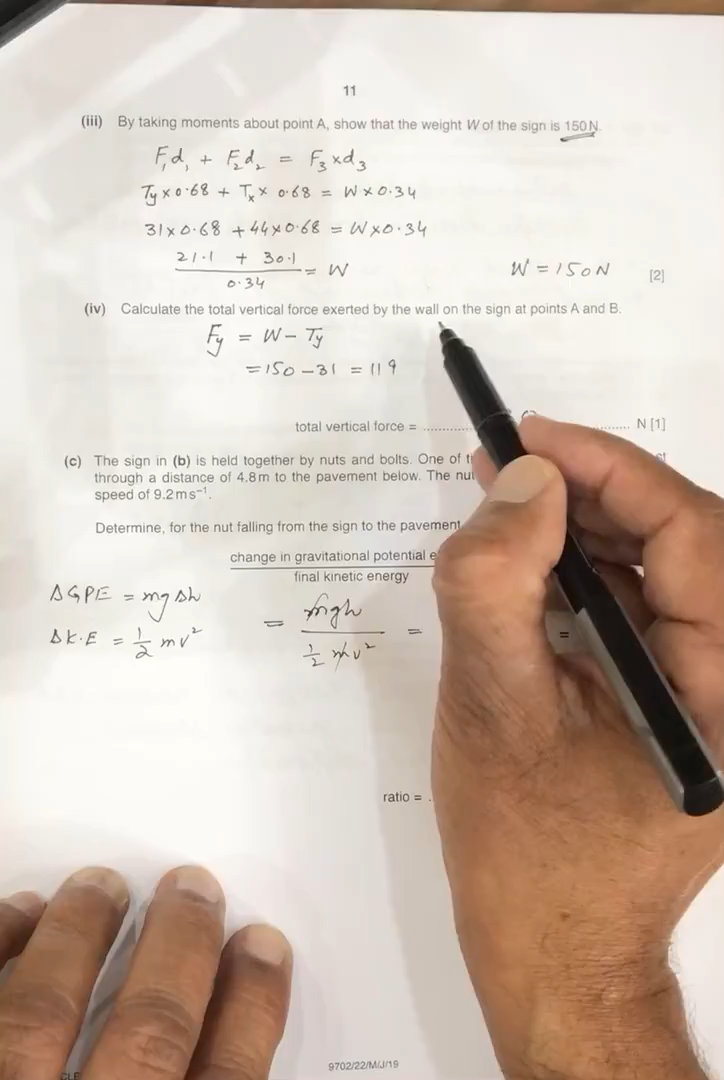 11
(iii) By taking moments about point A, show that the weight W of the sign is 150 N.
F₁d₁ + F₂d₂ = F₃ × d₃
Ty × 0.68 + Tx × 0.68 = W × 0.34
31 × 0.68 + 44 × 0.68 = W × 0.34
21.1 + 30.1 / 0.34 = W
W = 150 N [2]
(iv) Calculate the total vertical force exerted by the wall on the sign at points A and B.
Fy = W – Ty
= 150 – 31 = 119
total vertical force = .......... N [1]
(c) The sign in (b) is held together by nuts and bolts. One of
through a distance of 4.8 m to the pavement below. The
speed of 9.2 m s⁻¹.
Determine, for the nut falling from the sign to the pavement
change in gravitational potential
final kinetic energy
ΔGPE = mg Δh
ΔK.E = 1/2 mv²
= mgh / 1/2 mv² = =
ratio = .
9702/22/M/J/19